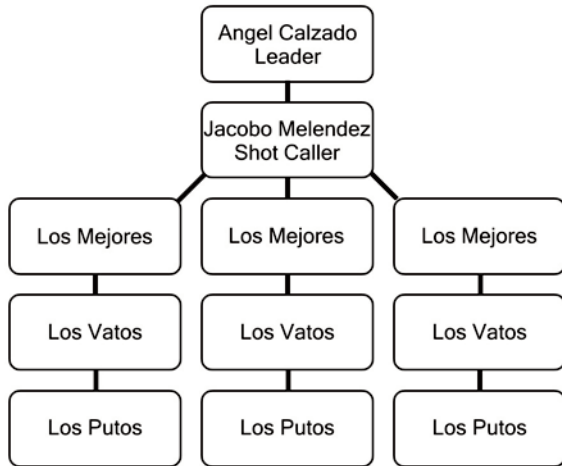 Angel Calzado
Leader
Jacobo Melendez
Shot Caller
Los Mejores
Los Mejores
Los Mejores
Los Vatos
Los Vatos
Los Vatos
Los Putos
Los Putos
Los Putos